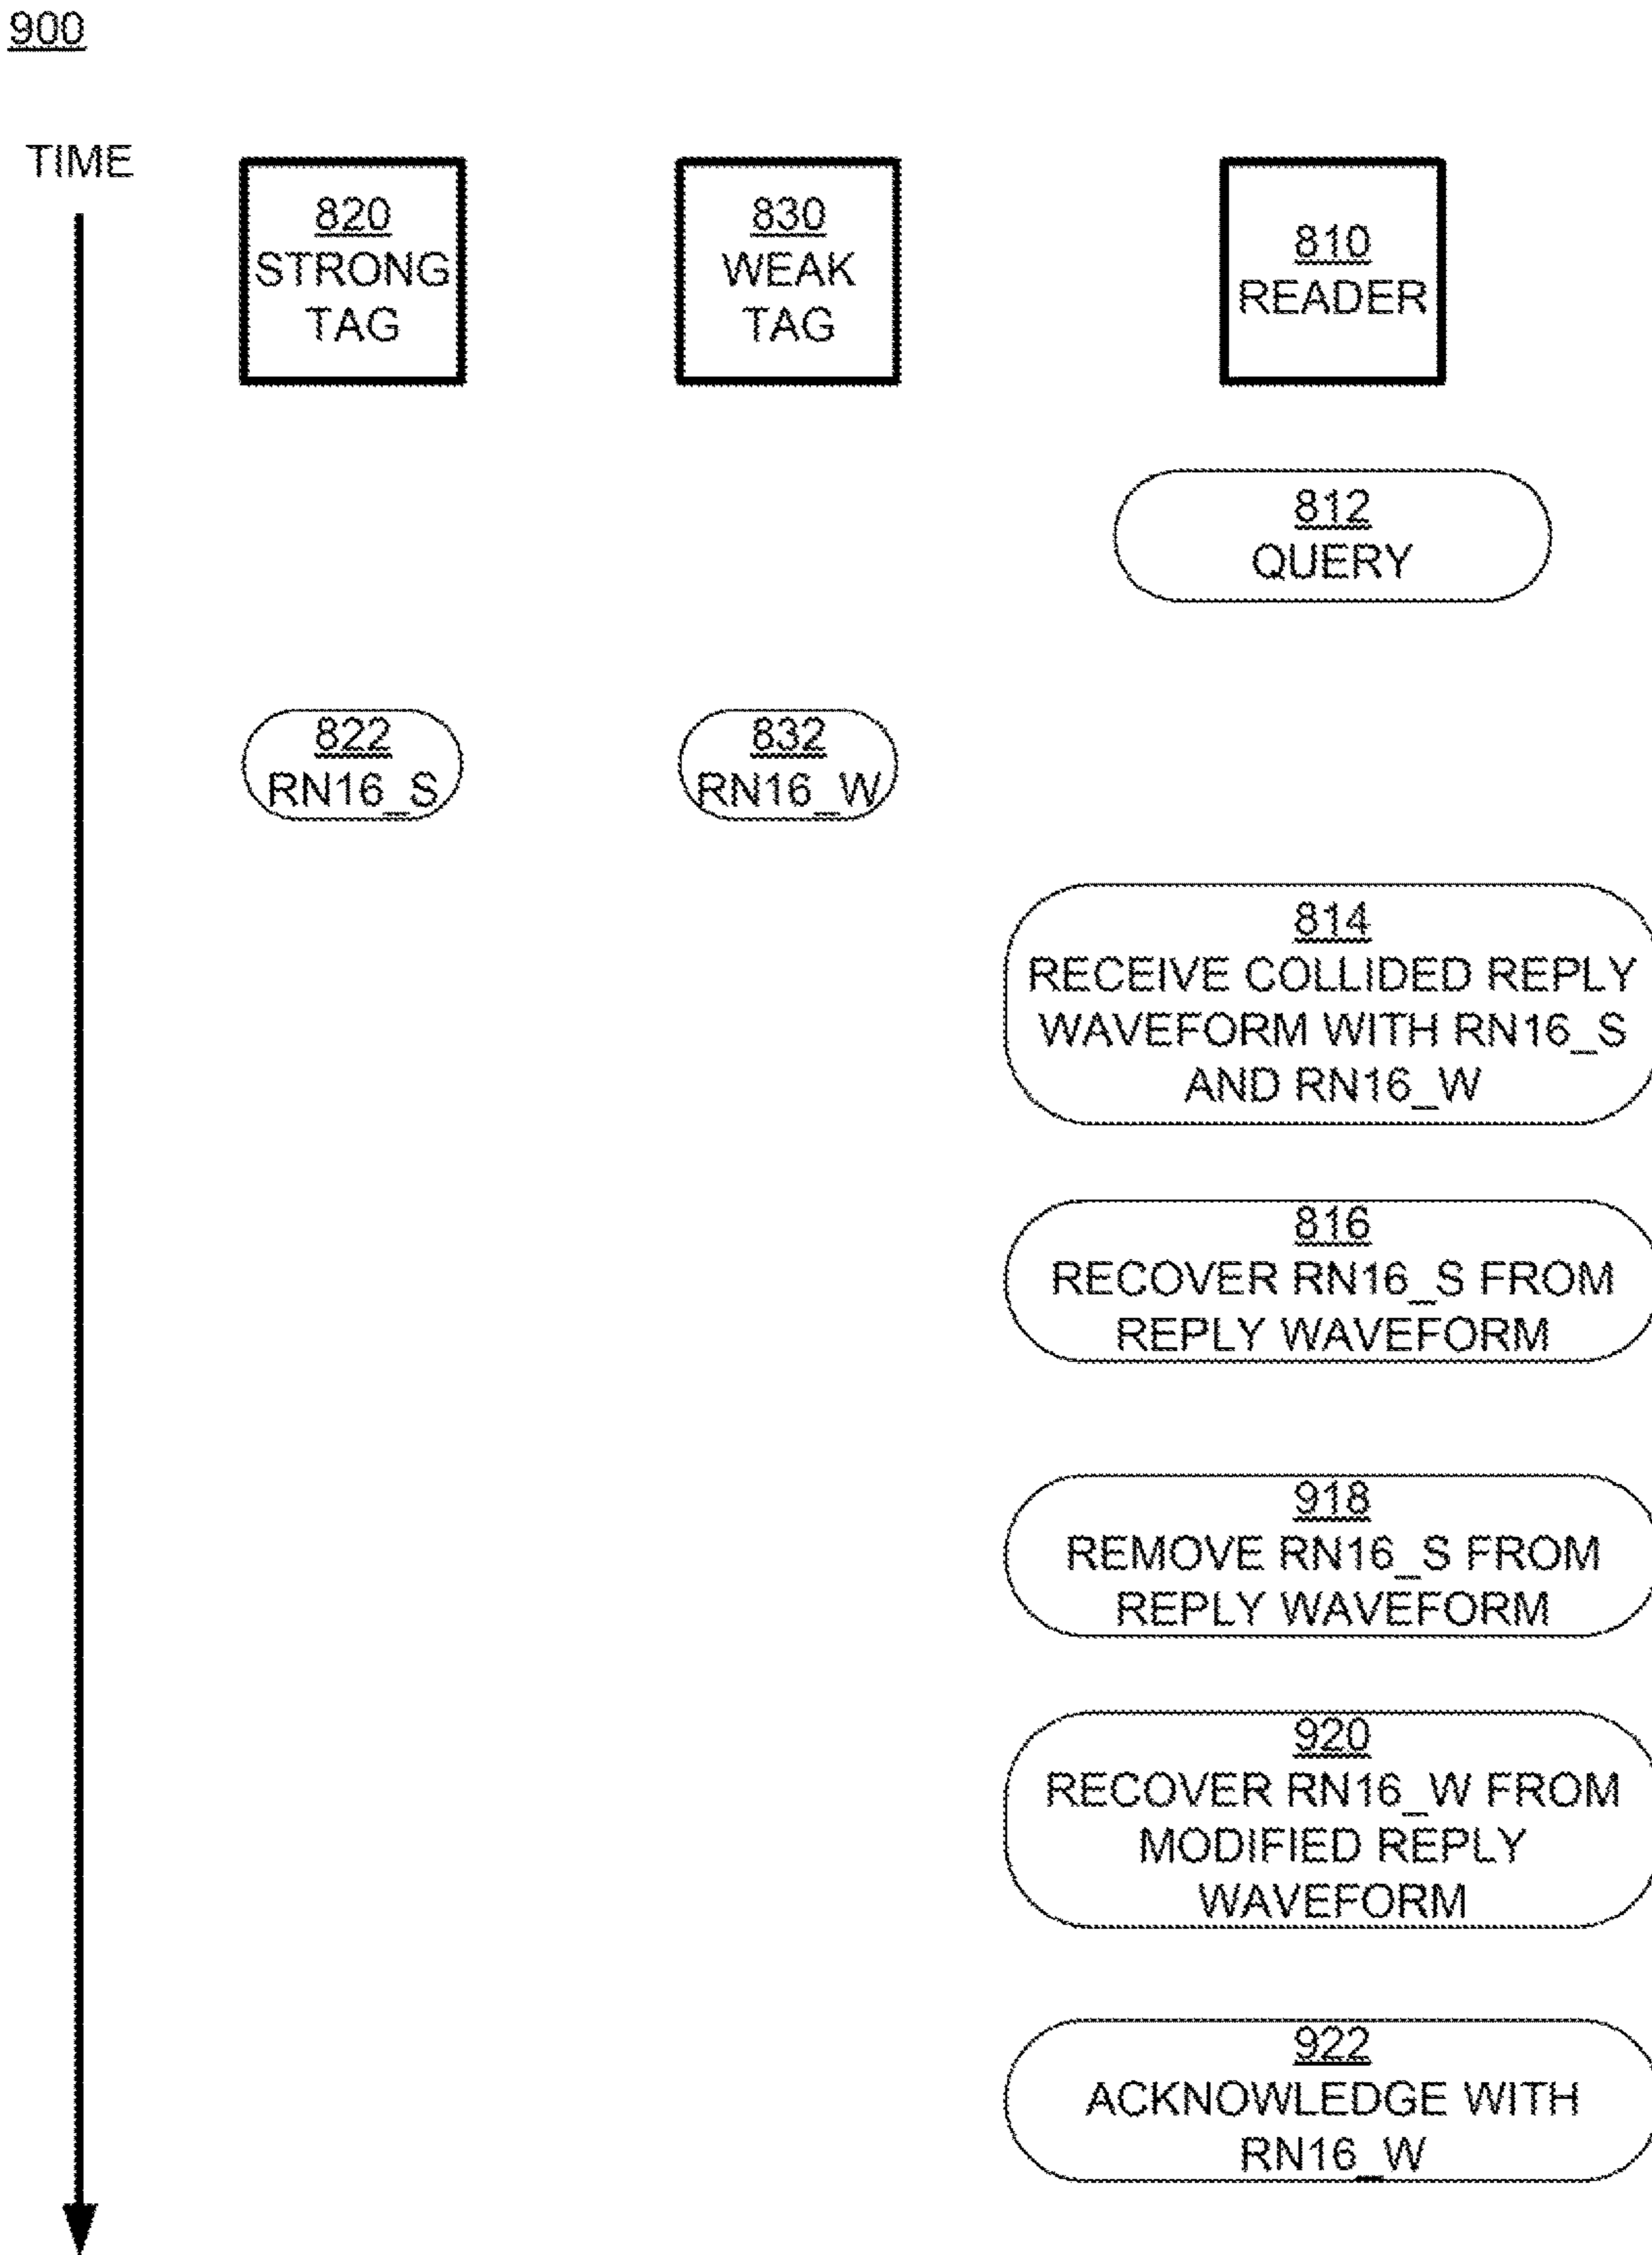 900
TIME
820
STRONG
TAG
830
WEAK
TAG
810
READER
812
QUERY
822
RN16_S
832
RN16_W
814
RECEIVE COLLIDED REPLY
WAVEFORM WITH RN16_S
AND RN16_W
816
RECOVER RN16_S FROM
REPLY WAVEFORM
918
REMOVE RN16_S FROM
REPLY WAVEFORM
920
RECOVER RN16_W FROM
MODIFIED REPLY
WAVEFORM
922
ACKNOWLEDGE WITH
RN16_W